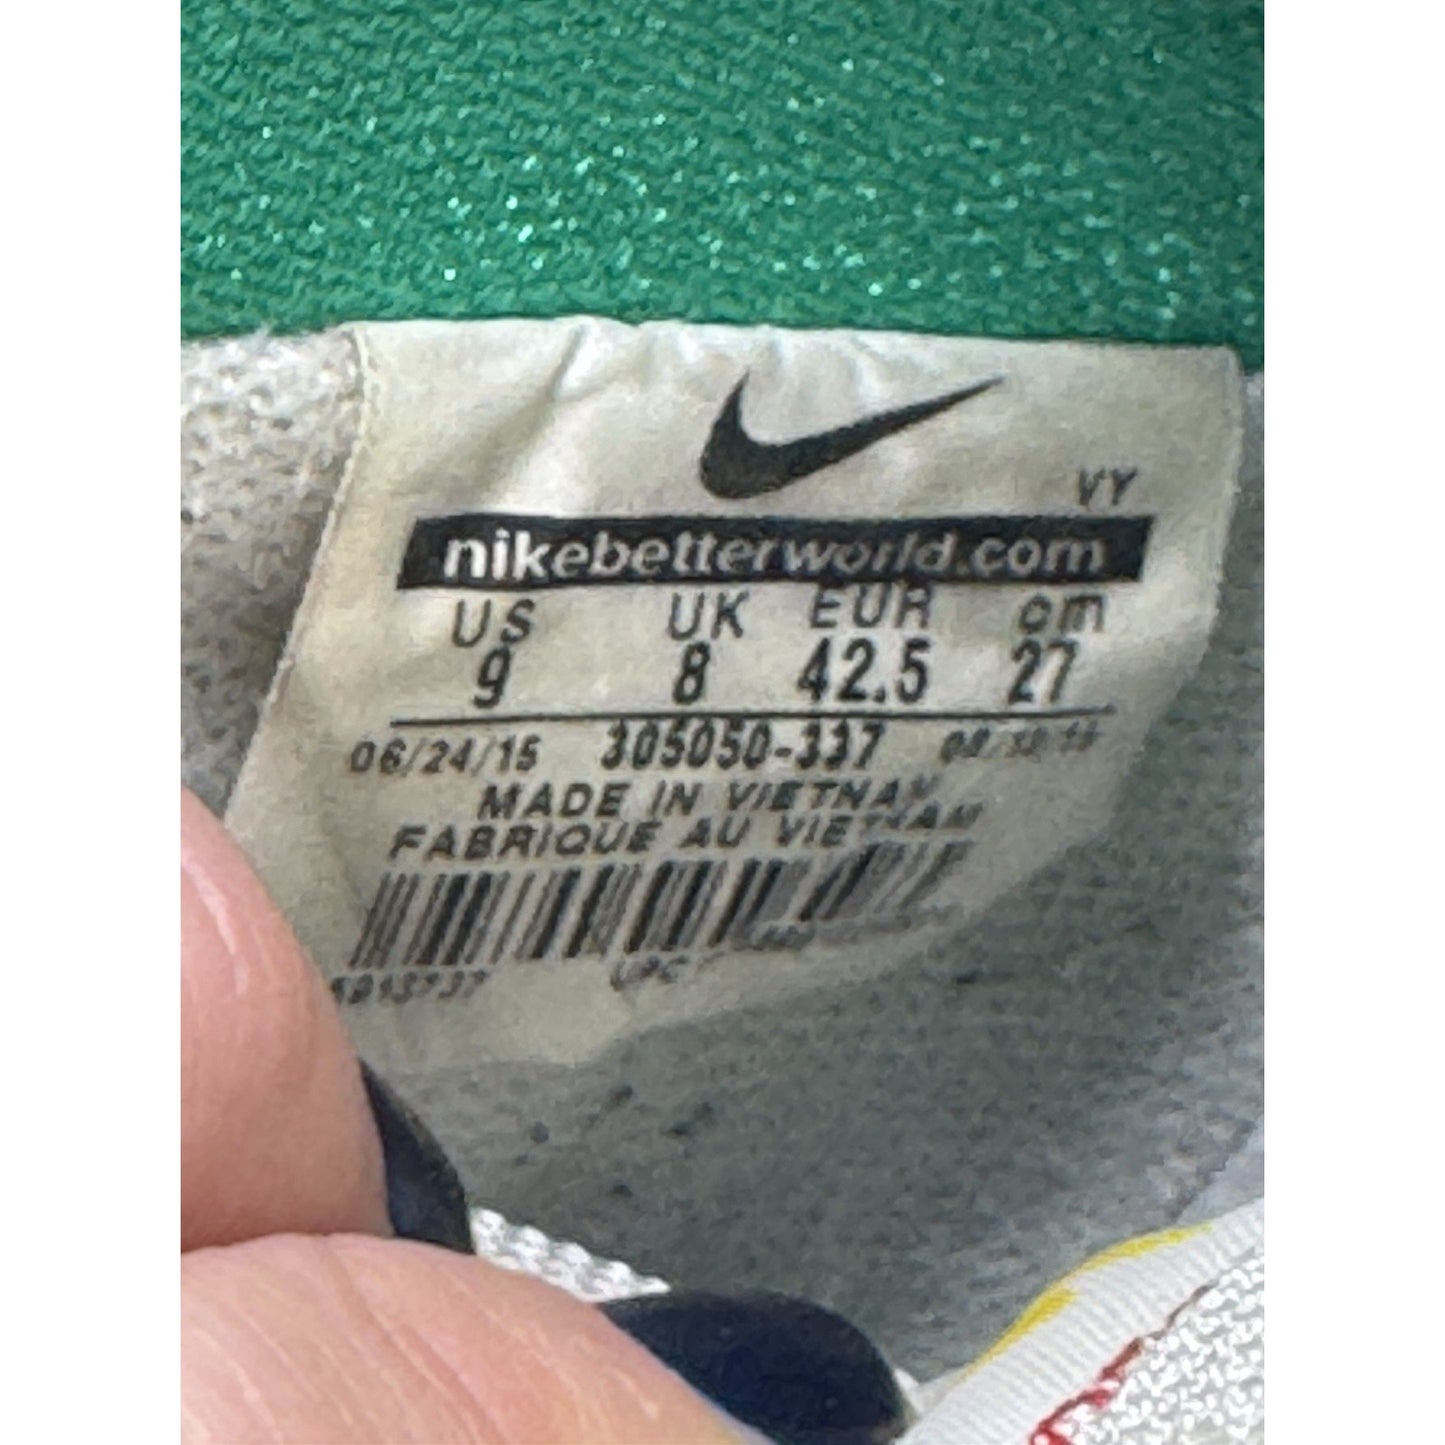 VY
nikebetterworld.com
US UK EUR cm
9 8 42.5 27
06/24/15 305050-337
MADE IN VIETNAM
FABRIQUE AU VIETNAM
UPC